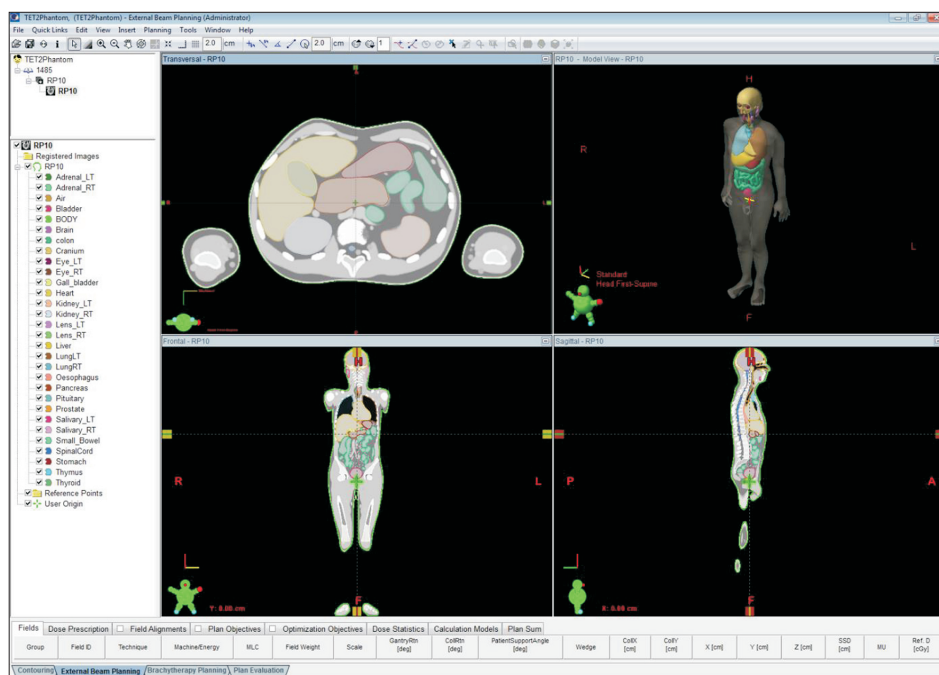 TET2Phantom, (TET2Phantom) - External Beam Planning (Administrator)
File Quick Links Edit View Insert Planning Tools Window Help
2.0 cm 2.0 cm 1
TET2Phantom
1485
RP10
RP10
RP10
Registered Images
RP10
Adrenal_LT
Adrenal_RT
Air
Bladder
BODY
Brain
colon
Cranium
Eye_LT
Eye_RT
Gall_bladder
Heart
Kidney_LT
Kidney_RT
Lens_LT
Lens_RT
Liver
LungLT
LungRT
Oesophagus
Pancreas
Pituitary
Prostate
Salivary_LT
Salivary_RT
Small_Bowel
SpinalCord
Stomach
Thymus
Thyroid
Reference Points
User Origin
Transversal - RP10
RP10 - Model View - RP10
H
R
L
Standard
Head First-Supine
F
Frontal - RP10
H
R L
F
Y: 0.00 cm
Sagittal - RP10
H
P A
F
X: 0.00 cm
Fields Dose Prescription Field Alignments Plan Objectives Optimization Objectives Dose Statistics Calculation Models Plan Sum
Group Field ID Technique Machine/Energy MLC Field Weight Scale GantryRtn [deg] CollRtn [deg] PatientSupportAngle [deg] Wedge CollX [cm] CollY [cm] X [cm] Y [cm] Z [cm] SSD [cm] MU Ref. D [cGy]
Contouring External Beam Planning Brachytherapy Planning Plan Evaluation